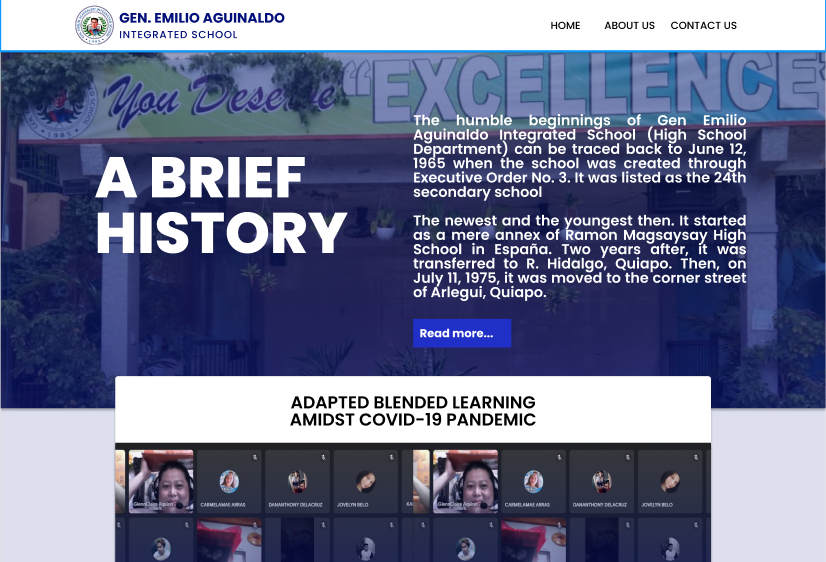 GEN. EMILIO AGUINALDO
INTEGRATED SCHOOL
HOME ABOUT US CONTACT US
You Deserve "EXCELLENCE"
1985
A BRIEF
HISTORY
The humble beginnings of Gen Emilio
Aguinaldo Integrated School (High School
Department) can be traced back to June 12,
1965 when the school was created through
Executive Order No. 3. It was listed as the 24th
secondary school
The newest and the youngest then. It started
as a mere annex of Ramon Magsaysay High
School in España. Two years after, it was
transferred to R. Hidalgo, Quiapo. Then, on
July 11, 1975, it was moved to the corner street
of Arlegui, Quiapo.
Read more...
ADAPTED BLENDED LEARNING
AMIDST COVID-19 PANDEMIC
CARMELAMAE ARRAS DANANTHONY DELACRUZ JOVELYN BELO
CARMELAMAE ARRAS DANANTHONY DELACRUZ JOVELYN BELO